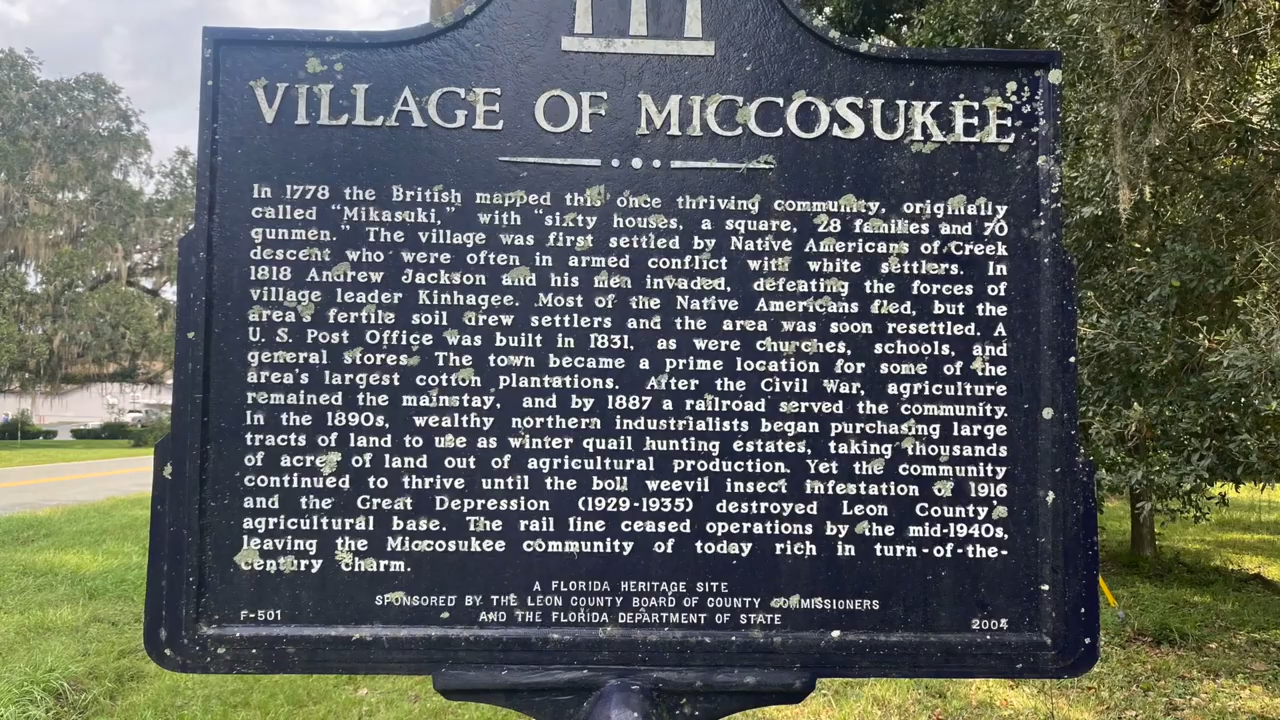 VILLAGE OF MICCOSUKEE
In 1778 the British mapped this once thriving community, originally
called "Mikasuki," with "sixty houses, a square, 28 families and 70
gunmen." The village was first settled by Native Americans of Creek
descent who were often in armed conflict with white settlers. In
1818 Andrew Jackson and his men invaded, defeating the forces of
village leader Kinhagee. Most of the Native Americans fled, but the
area's fertile soil drew settlers and the area was soon resettled. A
U. S. Post Office was built in 1831, as were churches, schools, and
general stores. The town became a prime location for some of the
area's largest cotton plantations. After the Civil War, agriculture
remained the mainstay, and by 1887 a railroad served the community.
In the 1890s, wealthy northern industrialists began purchasing large
tracts of land to use as winter quail hunting estates, taking thousands
of acres of land out of agricultural production. Yet the community
continued to thrive until the boll weevil insect infestation of 1916
and the Great Depression (1929-1935) destroyed Leon County's
agricultural base. The rail line ceased operations by the mid-1940s,
leaving the Miccosukee community of today rich in turn-of-the-
century charm.
A FLORIDA HERITAGE SITE
SPONSORED BY THE LEON COUNTY BOARD OF COUNTY COMMISSIONERS
AND THE FLORIDA DEPARTMENT OF STATE
F-501 2004